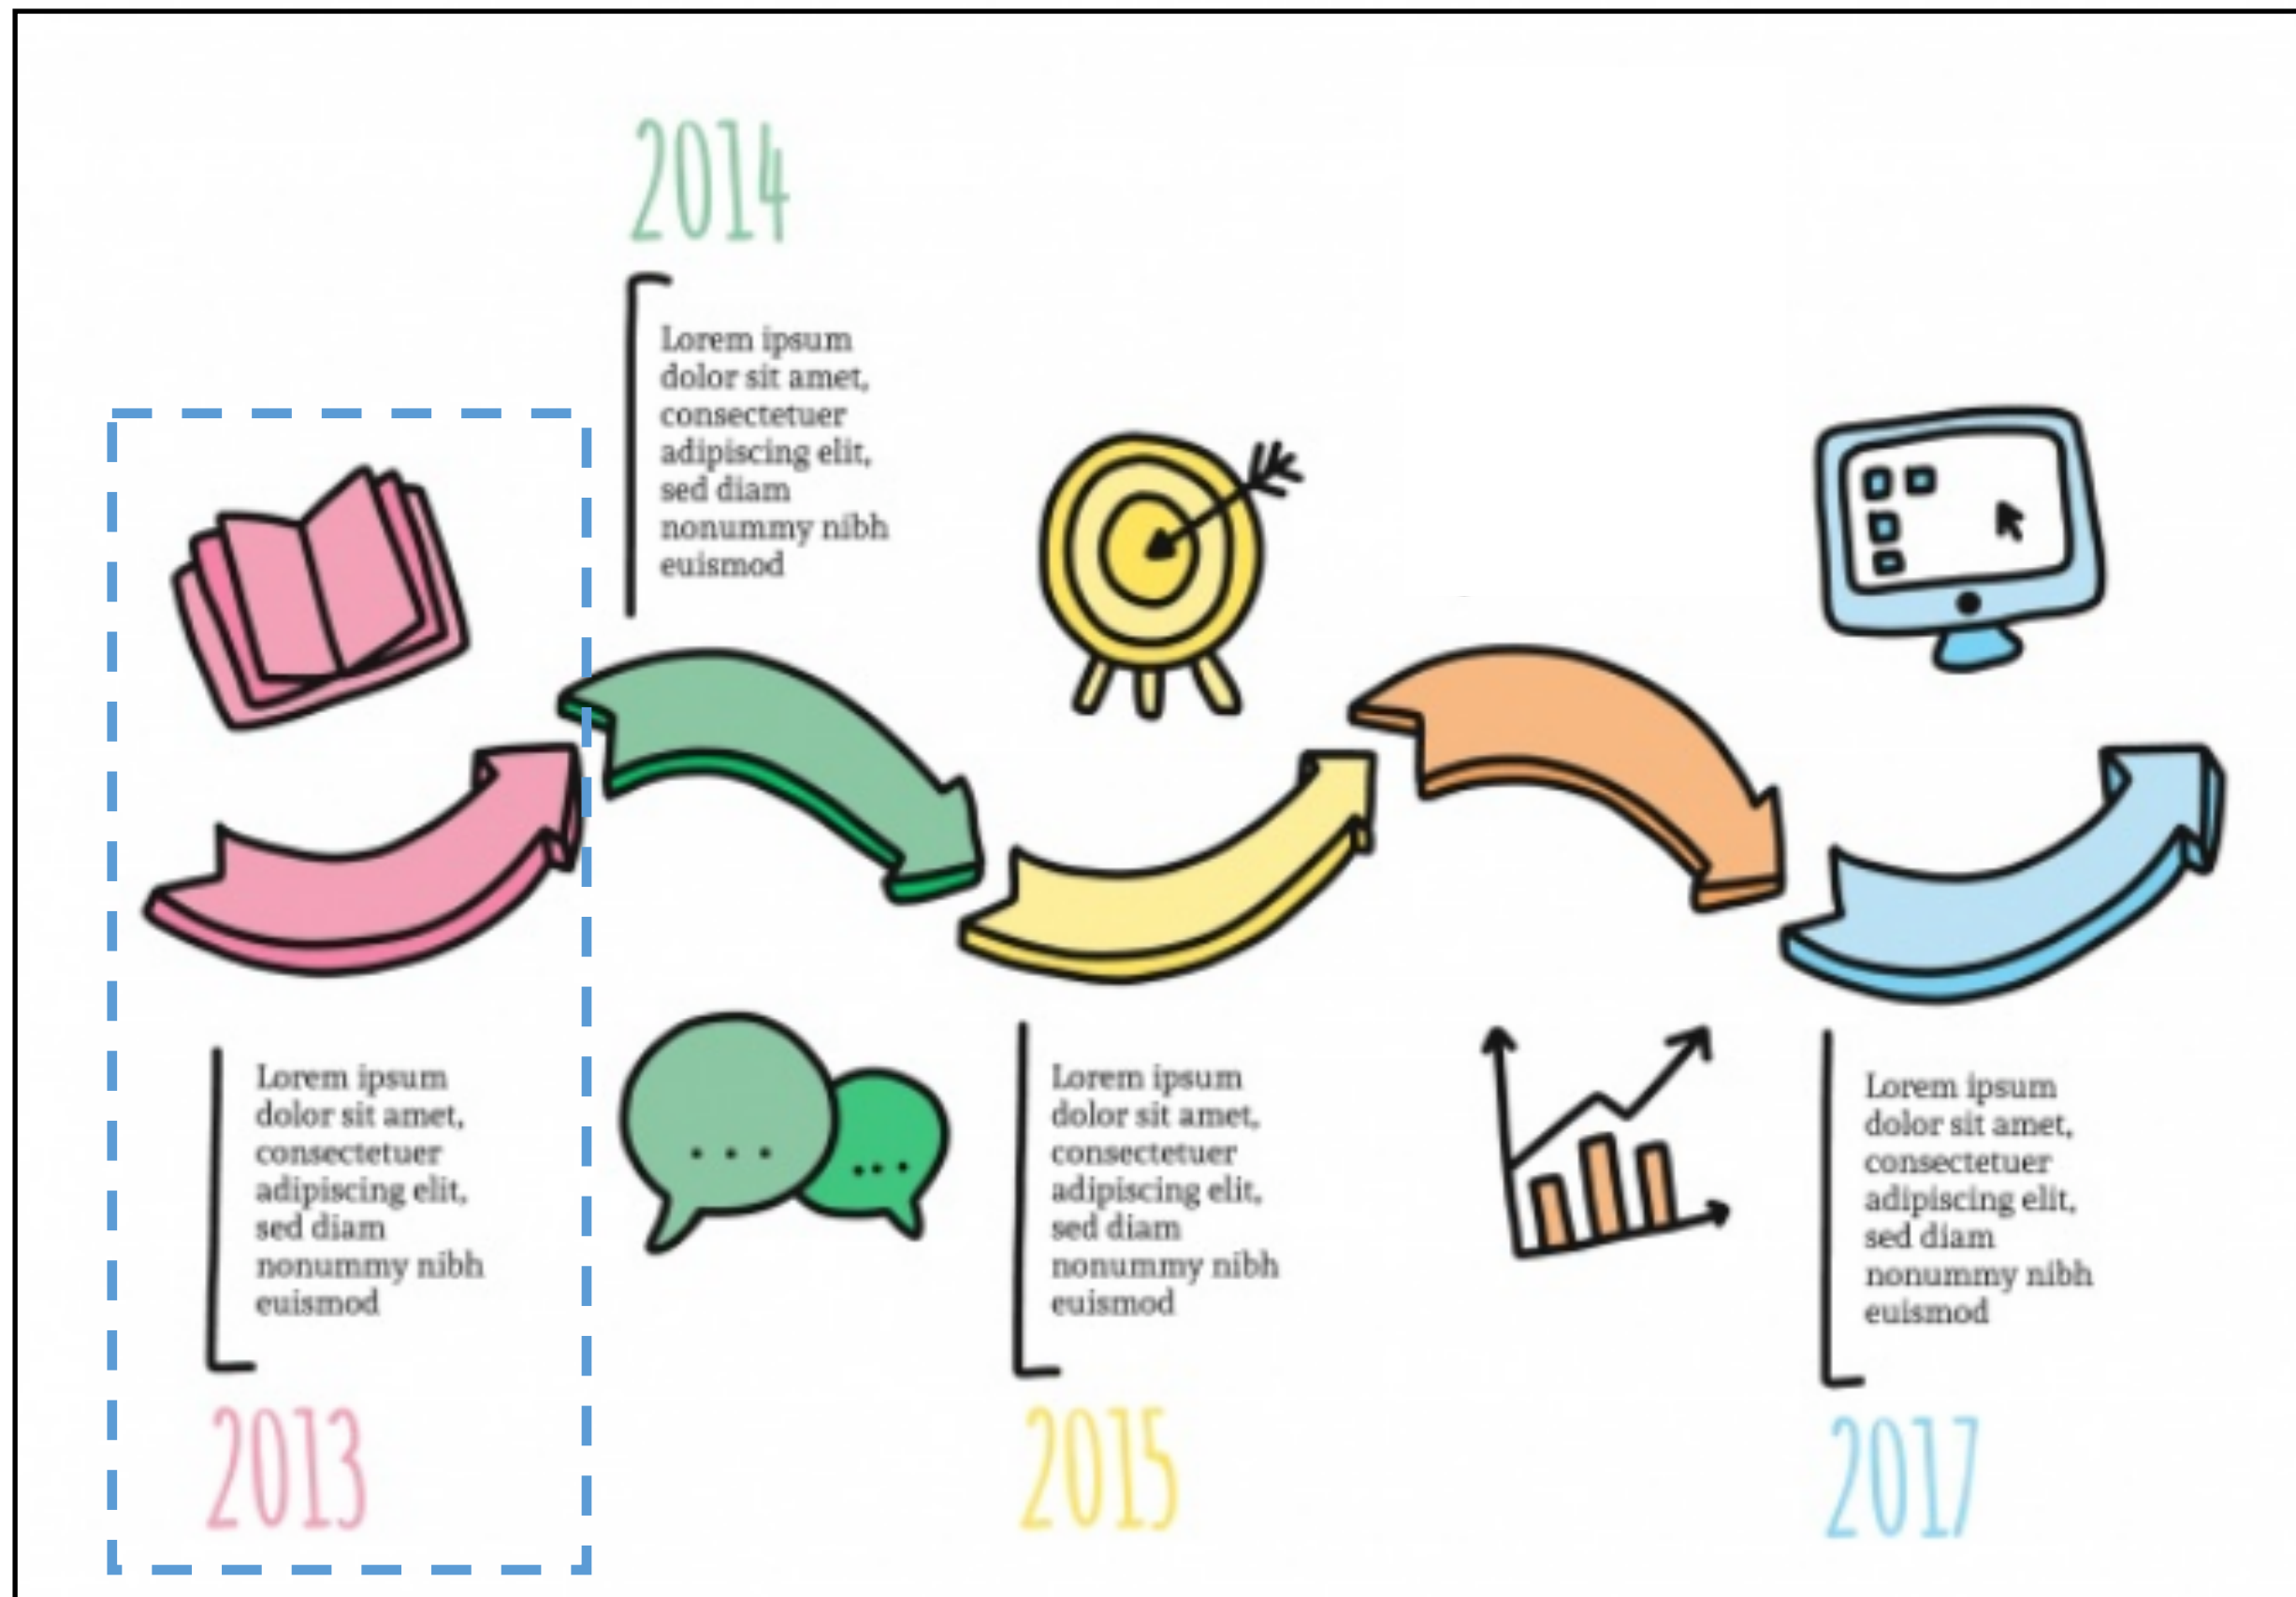 2014
Lorem ipsum
dolor sit amet,
consectetuer
adipiscing elit,
sed diam
nonummy nibh
euismod
Lorem ipsum
dolor sit amet,
consectetuer
adipiscing elit,
sed diam
nonummy nibh
euismod
2013
Lorem ipsum
dolor sit amet,
consectetuer
adipiscing elit,
sed diam
nonummy nibh
euismod
2015
Lorem ipsum
dolor sit amet,
consectetuer
adipiscing elit,
sed diam
nonummy nibh
euismod
2017